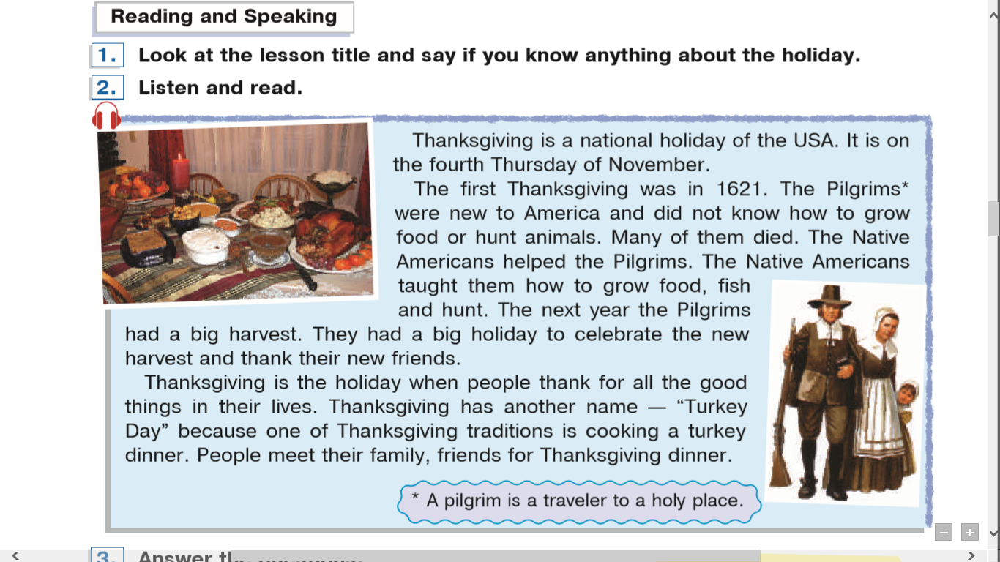 Reading and Speaking
1. Look at the lesson title and say if you know anything about the holiday.
2. Listen and read.
Thanksgiving is a national holiday of the USA. It is on
the fourth Thursday of November.
The first Thanksgiving was in 1621. The Pilgrims*
were new to America and did not know how to grow
food or hunt animals. Many of them died. The Native
Americans helped the Pilgrims. The Native Americans
taught them how to grow food, fish
and hunt. The next year the Pilgrims
had a big harvest. They had a big holiday to celebrate the new
harvest and thank their new friends.
Thanksgiving is the holiday when people thank for all the good
things in their lives. Thanksgiving has another name — “Turkey
Day” because one of Thanksgiving traditions is cooking a turkey
dinner. People meet their family, friends for Thanksgiving dinner.
* A pilgrim is a traveler to a holy place.
3. Answer